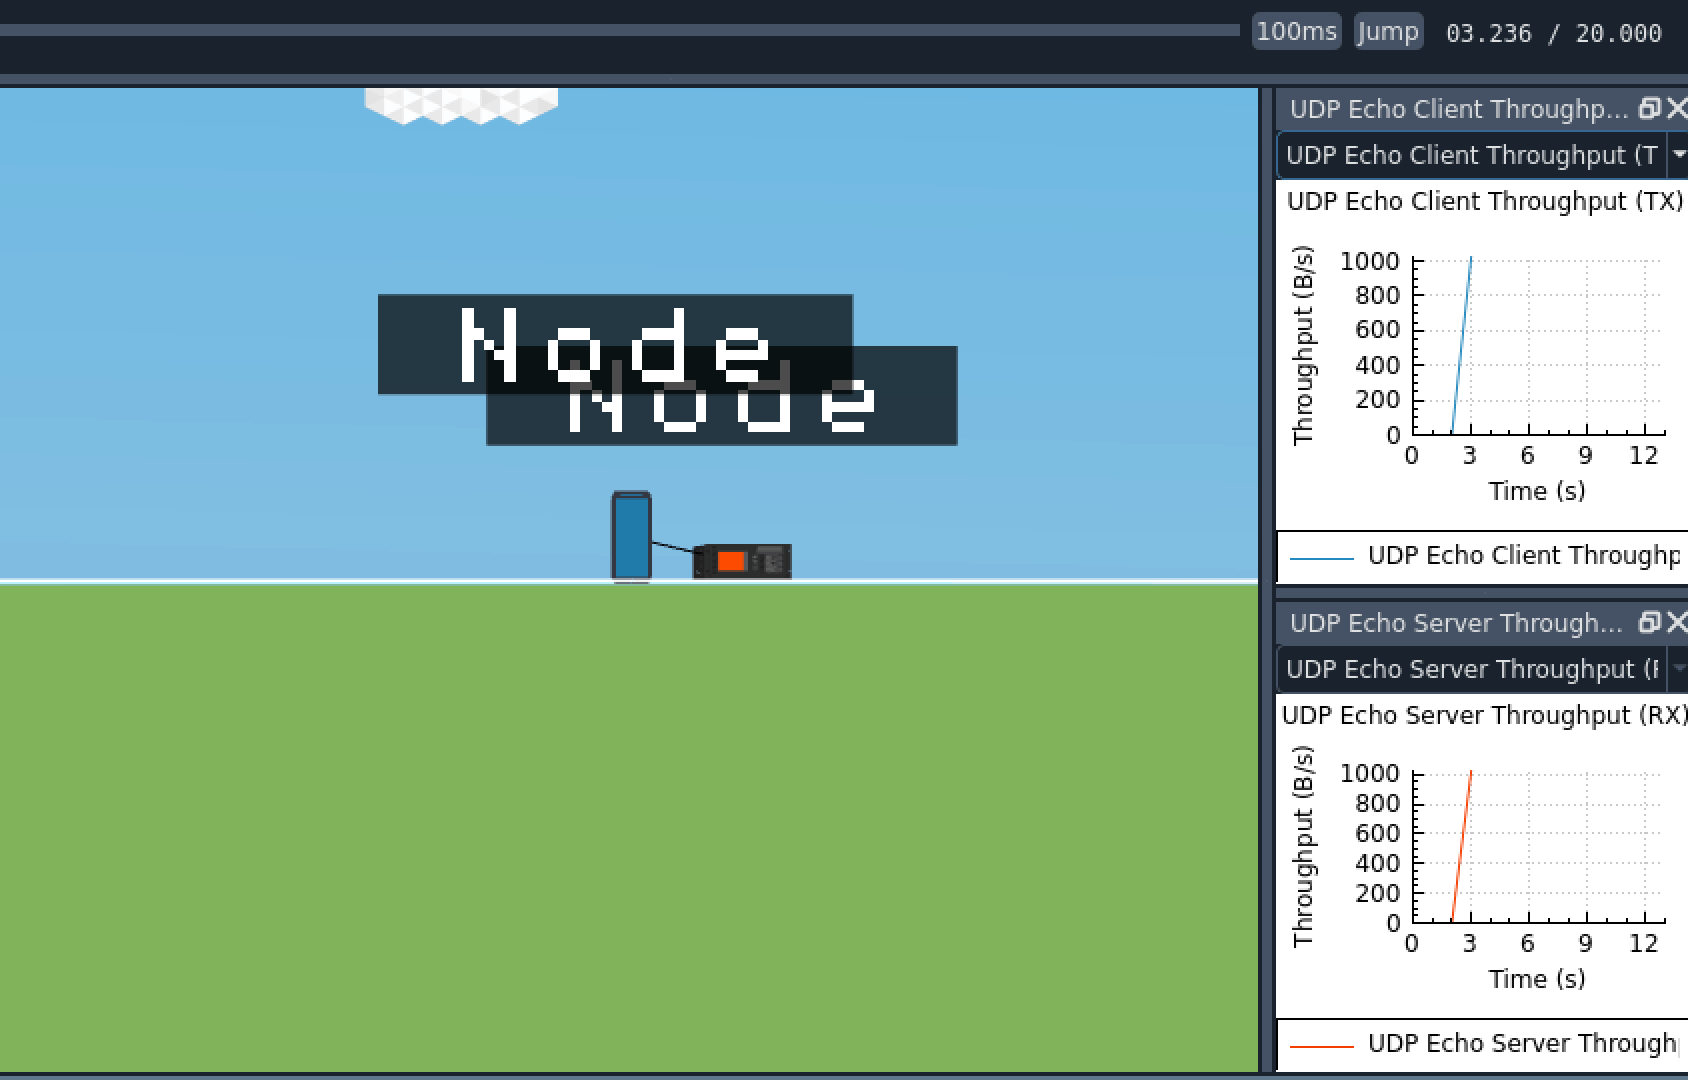 100ms Jump 03.236 / 20.000
UDP Echo Client Throughp...
UDP Echo Client Throughput (T
UDP Echo Client Throughput (TX)
Throughput (B/s)
1000
800
600
400
200
0
0 3 6 9 12
Time (s)
UDP Echo Client Throughp
Node
Node
UDP Echo Server Through...
UDP Echo Server Throughput (
UDP Echo Server Throughput (RX)
Throughput (B/s)
1000
800
600
400
200
0
0 3 6 9 12
Time (s)
UDP Echo Server Through